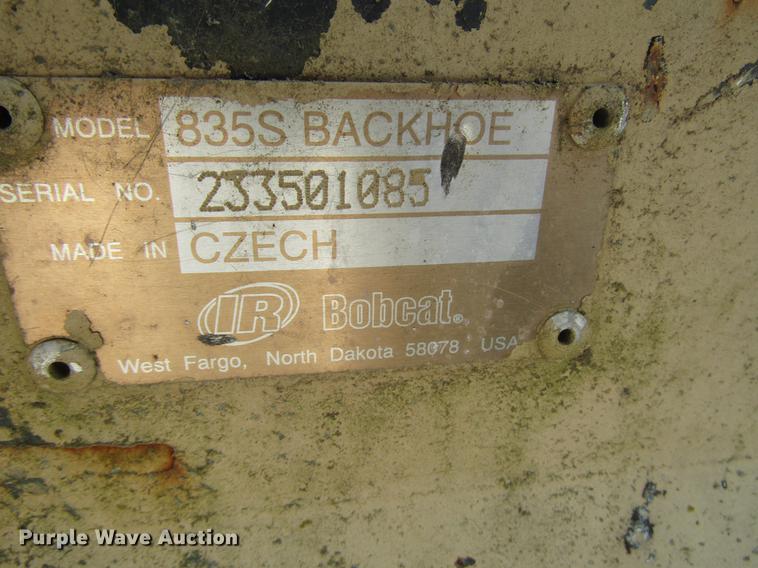 MODEL 835S BACKHOE
SERIAL NO. 233501085
MADE IN CZECH
IR Bobcat®
West Fargo, North Dakota 58078 USA
Purple Wave Auction